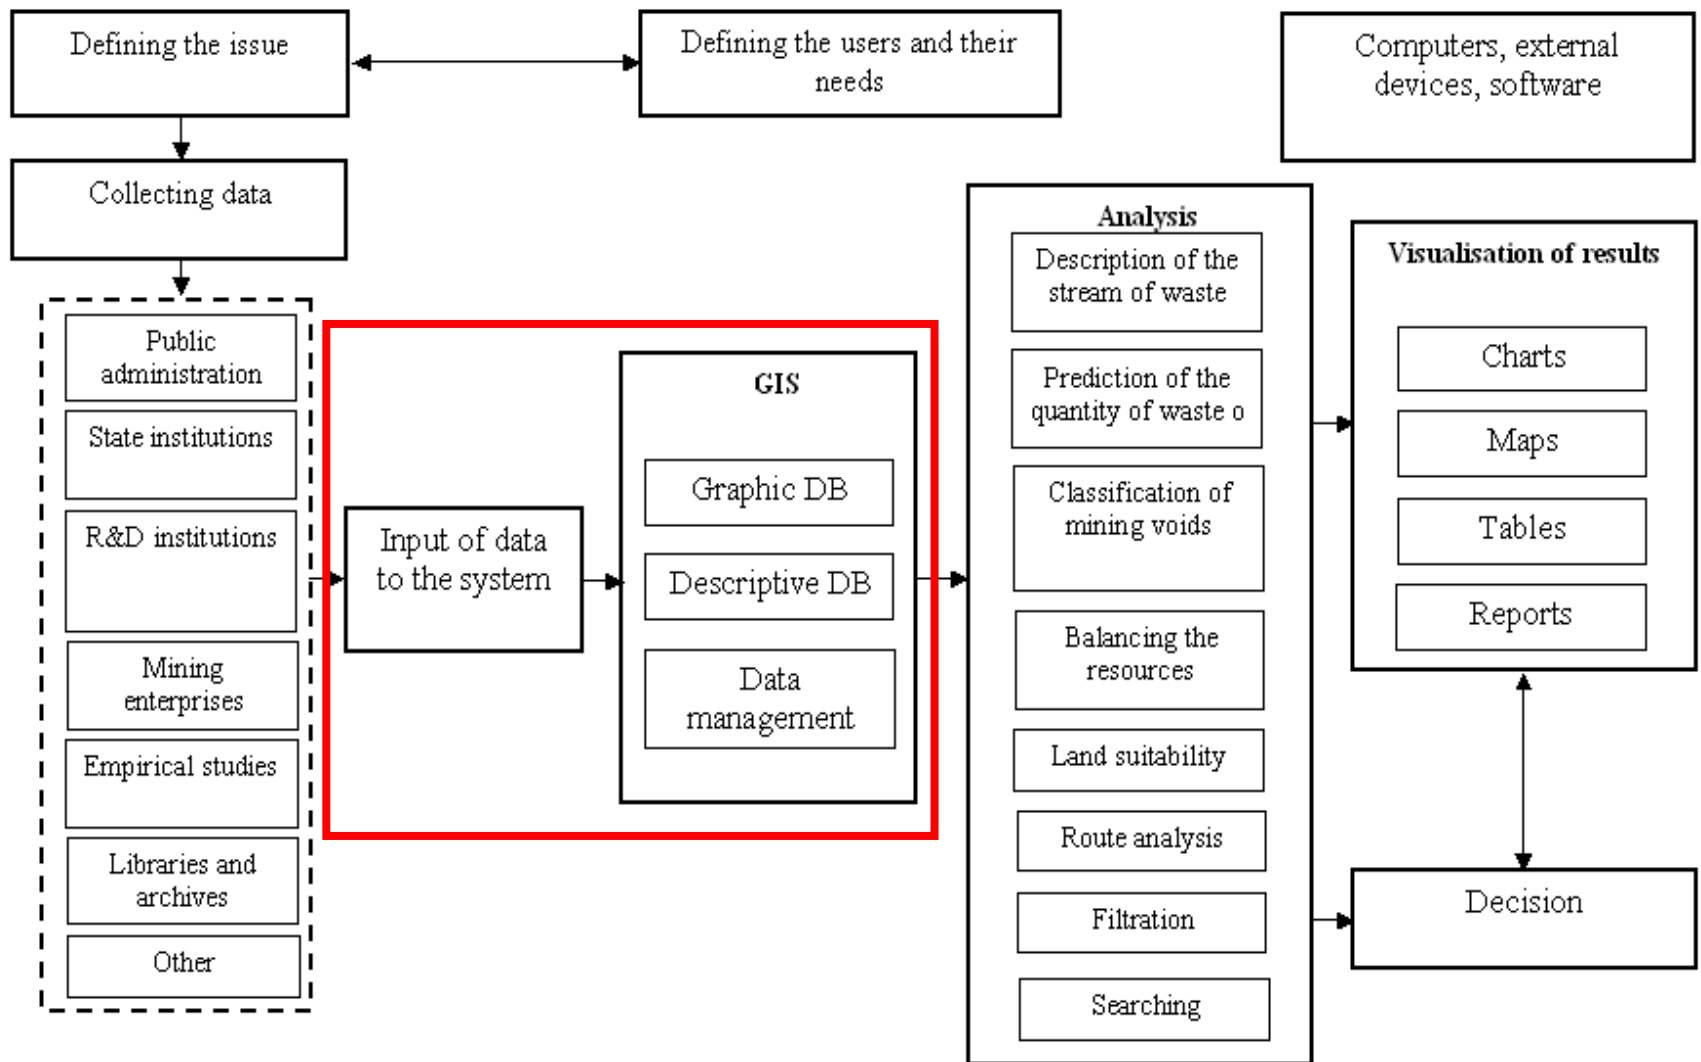 Defining the issue
Defining the users and their
needs
Computers, external
devices, software
Collecting data
Public
administration
State institutions
R&D institutions
Mining
enterprises
Empirical studies
Libraries and
archives
Other
Input of data
to the system
GIS
Graphic DB
Descriptive DB
Data
management
Analysis
Description of the
stream of waste
Prediction of the
quantity of waste o
Classification of
mining voids
Balancing the
resources
Land suitability
Route analysis
Filtration
Searching
Visualisation of results
Charts
Maps
Tables
Reports
Decision